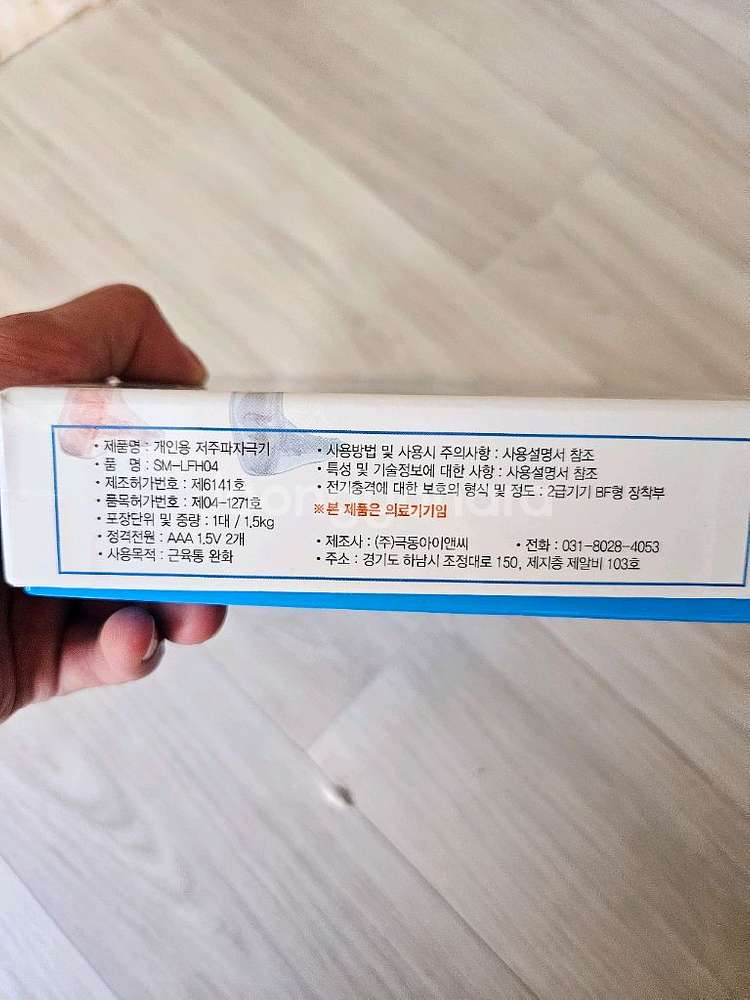 • 제품명 : 개인용 저주파자극기
• 품 명 : SM-LFH04
• 제조허가번호 : 제6141호
• 품목허가번호 : 제04-1271호
• 포장단위 및 중량 : 1대 / 1,5kg
• 정격전원 : AAA 1,5V 2개
• 사용목적 : 근육통 완화
• 사용방법 및 사용시 주의사항 : 사용설명서 참조
• 특성 및 기술정보에 대한 사항 : 사용설명서 참조
• 전기충격에 대한 보호의 형식 및 정도 : 2급기기 BF형 장착부
※본 제품은 의료기기임
• 제조사 : (주)극동아이앤씨 • 전화 : 031-8028-4053
• 주소 : 경기도 하남시 조정대로 150, 제지층 제알비 103호